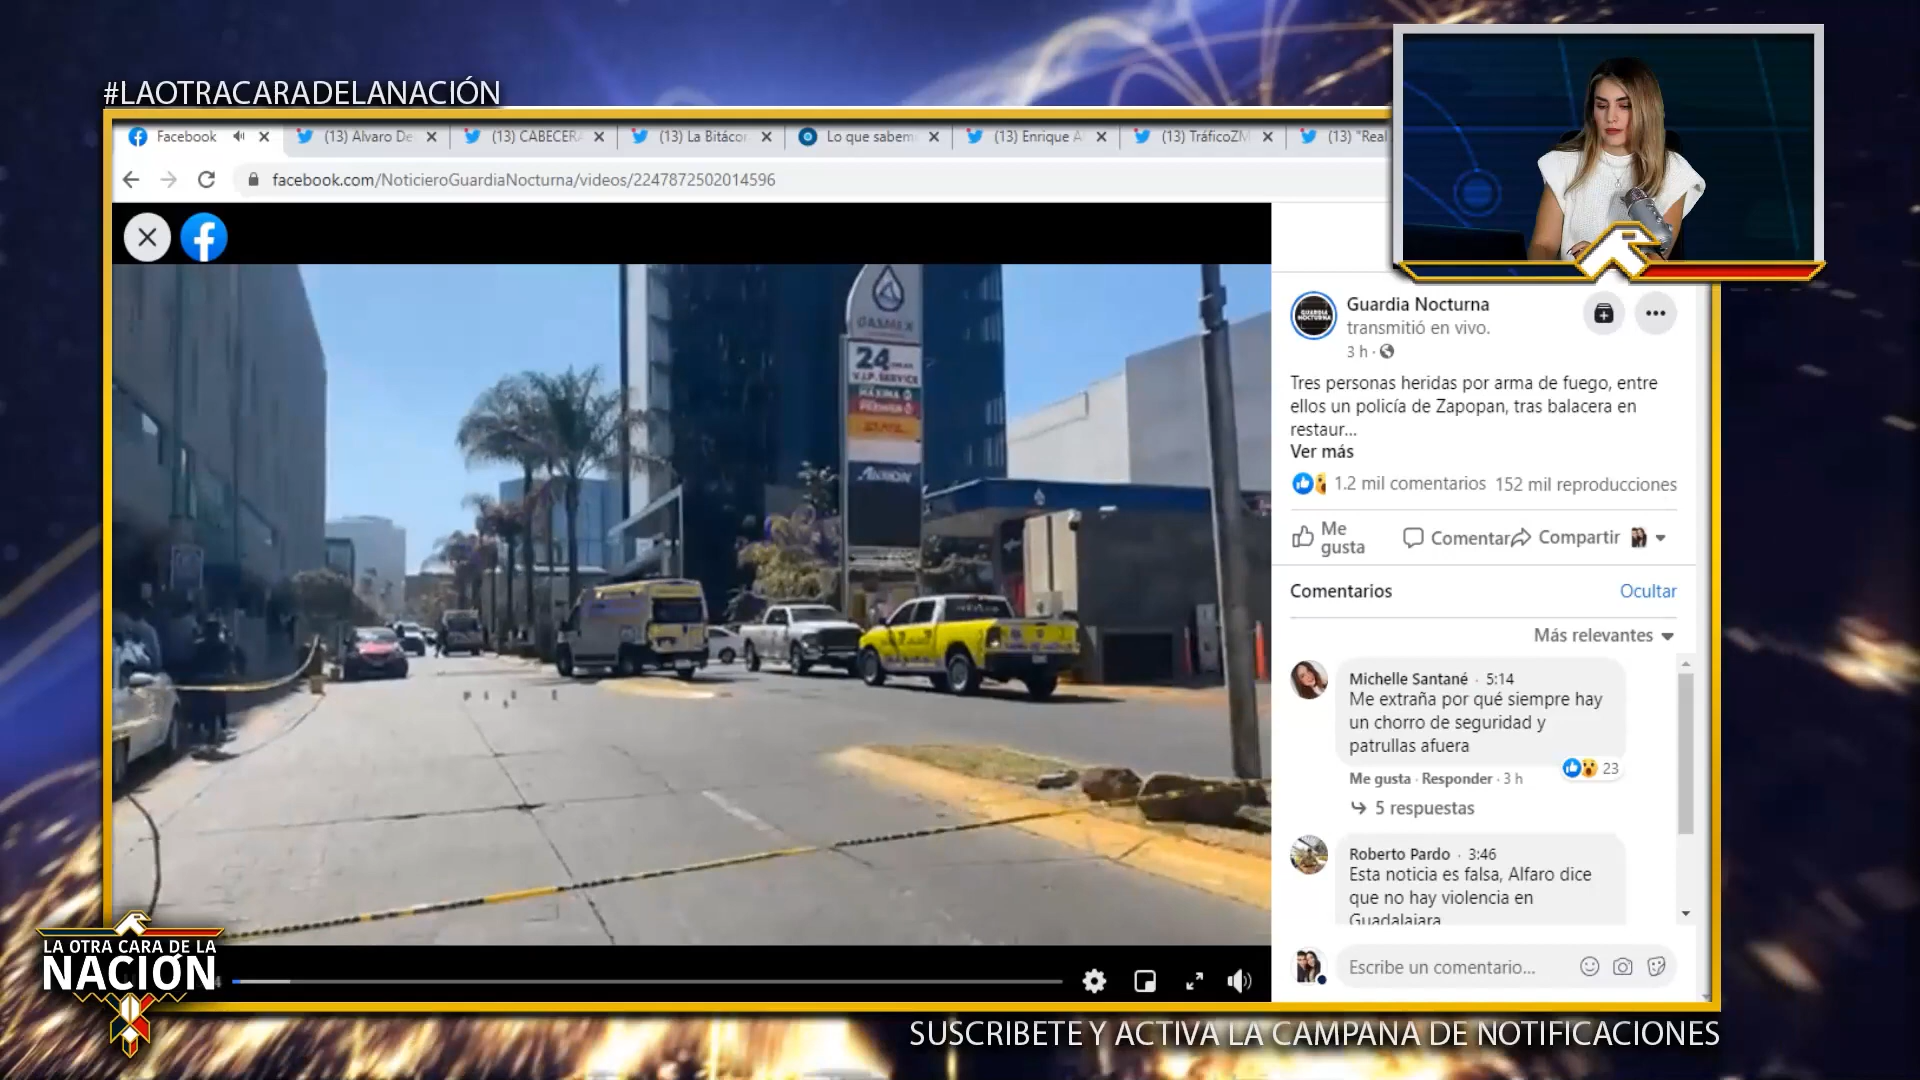 #LAOTRACARADELANACIÓN
Facebook
(13) Alvaro De
(13) CABECERA
(13) La Bitácor
Lo que sabem
(13) Enrique A
(13) TráficoZM
(13) "Real
facebook.com/NoticieroGuardiaNocturna/videos/2247872502014596
GASMEX
24
V.I.P. SERVICE
Guardia Nocturna
transmitió en vivo.
3 h ·
GUARDIA
NOCTURNA
Tres personas heridas por arma de fuego, entre
ellos un policía de Zapopan, tras balacera en
restaur...
Ver más
1.2 mil comentarios 152 mil reproducciones
Me
gusta
Comentar
Compartir
Comentarios
Ocultar
Más relevantes
Michelle Santané · 5:14
Me extraña por qué siempre hay
un chorro de seguridad y
patrullas afuera
Me gusta · Responder · 3 h
23
5 respuestas
Roberto Pardo · 3:46
Esta noticia es falsa, Alfaro dice
que no hay violencia en
Guadalajara
Escribe un comentario...
LA OTRA CARA DE LA
NACIÓN
SUSCRIBETE Y ACTIVA LA CAMPANA DE NOTIFICACIONES